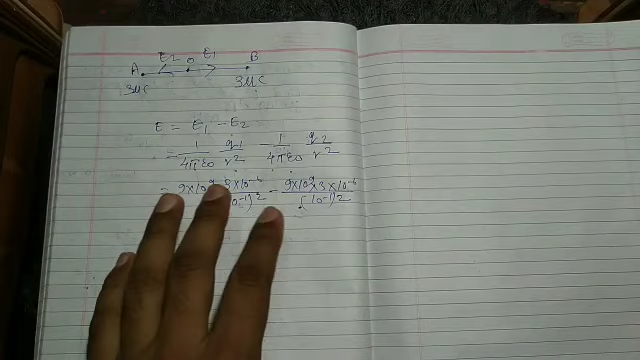 E2 O E1
A B
3μC 3μC
E = E1 - E2
= 1/4πε0 q1/r² - 1/4πε0 q2/r²
= 9×10⁹ 3×10⁻⁶/(10⁻¹)² - 9×10⁹×3×10⁻⁶/(10⁻¹)²